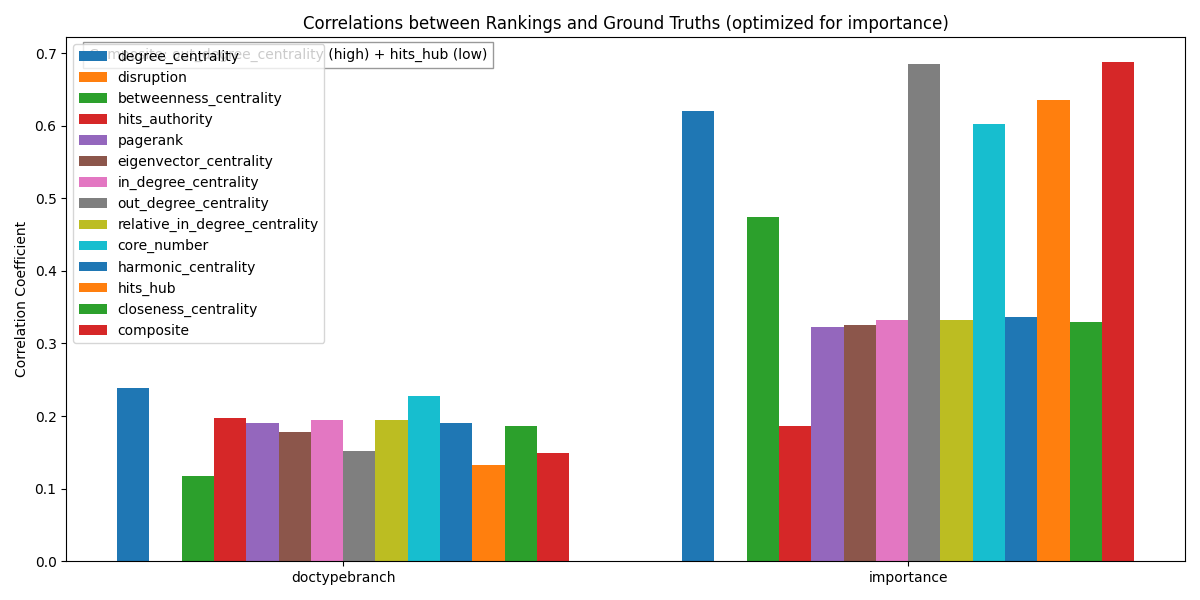 Correlations between Rankings and Ground Truths (optimized for importance)
Composite: out_degree_centrality (high) + hits_hub (low)
degree_centrality
disruption
betweenness_centrality
hits_authority
pagerank
eigenvector_centrality
in_degree_centrality
out_degree_centrality
relative_in_degree_centrality
core_number
harmonic_centrality
hits_hub
closeness_centrality
composite
Correlation Coefficient
0.7
0.6
0.5
0.4
0.3
0.2
0.1
0.0
doctypebranch
importance